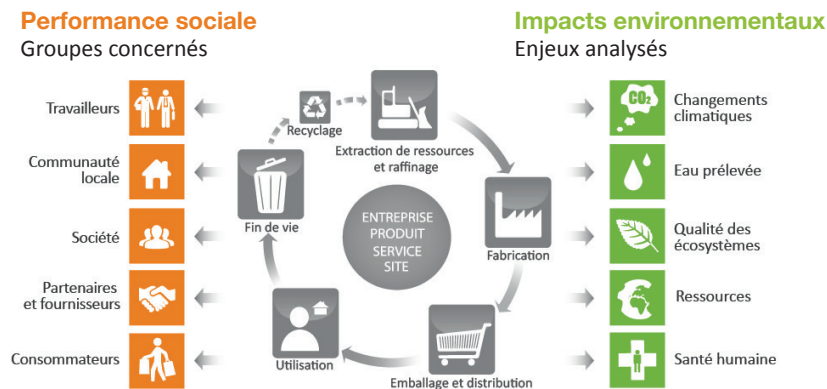 Performance sociale
Groupes concernés
Travailleurs
Communauté
locale
Société
Partenaires
et fournisseurs
Consommateurs
Recyclage
Extraction de ressources
et raffinage
Fin de vie
ENTREPRISE
PRODUIT
SERVICE
SITE
Fabrication
Utilisation
Emballage et distribution
Impacts environnementaux
Enjeux analysés
CO₂
Changements
climatiques
Eau prélevée
Qualité des
écosystèmes
Ressources
Santé humaine